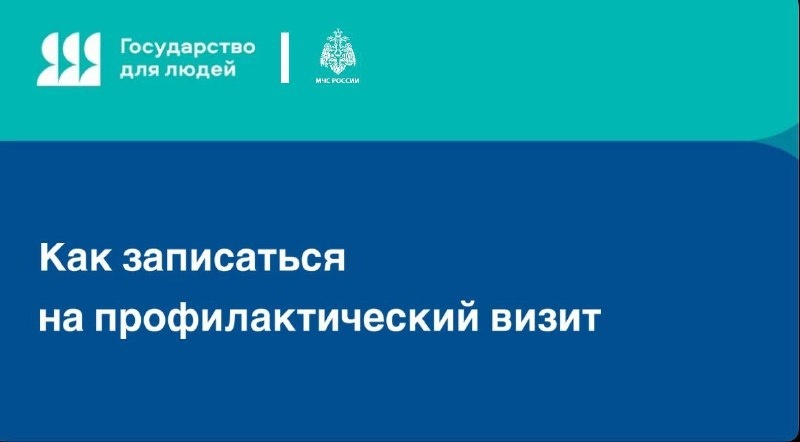 Государство
для людей
МЧС РОССИИ
Как записаться
на профилактический визит